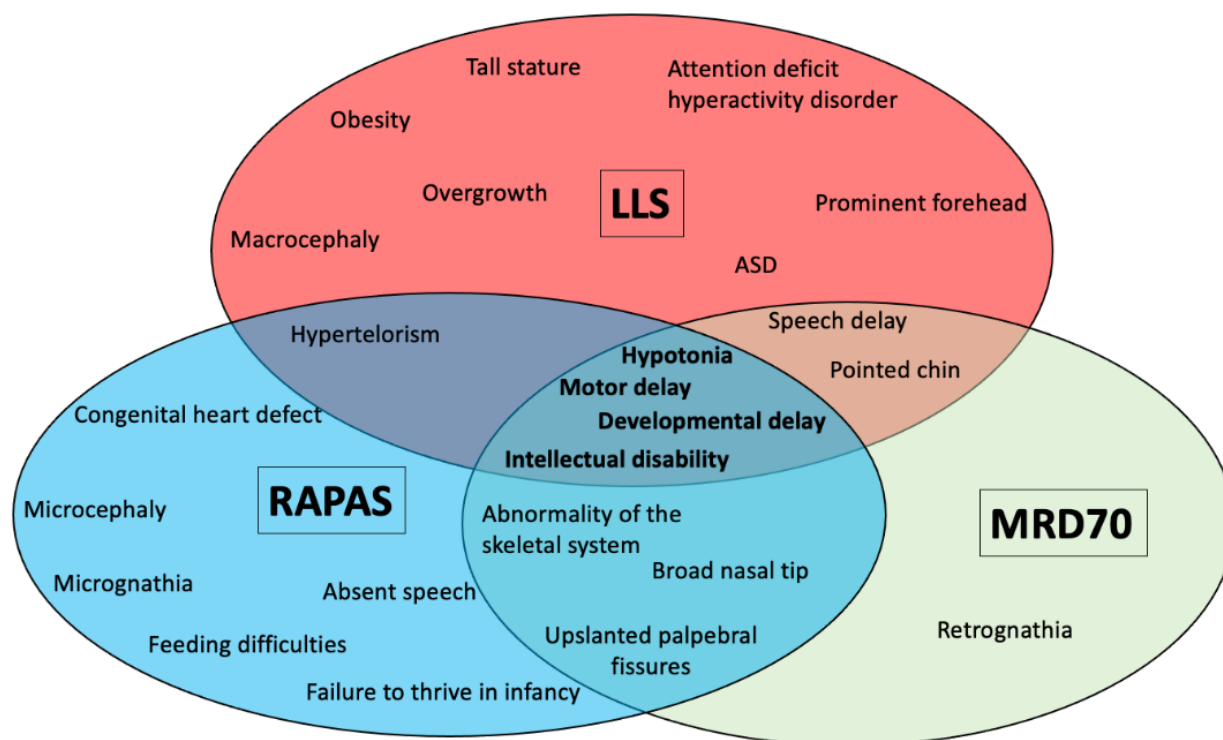 Tall stature
Attention deficit
hyperactivity disorder
Obesity
Overgrowth
LLS
Prominent forehead
Macrocephaly
ASD
Hypertelorism
Speech delay
Hypotonia
Pointed chin
Motor delay
Congenital heart defect
Developmental delay
Intellectual disability
RAPAS
Microcephaly
Abnormality of the
skeletal system
MRD70
Broad nasal tip
Micrognathia
Absent speech
Feeding difficulties
Upslanted palpebral
fissures
Retrognathia
Failure to thrive in infancy